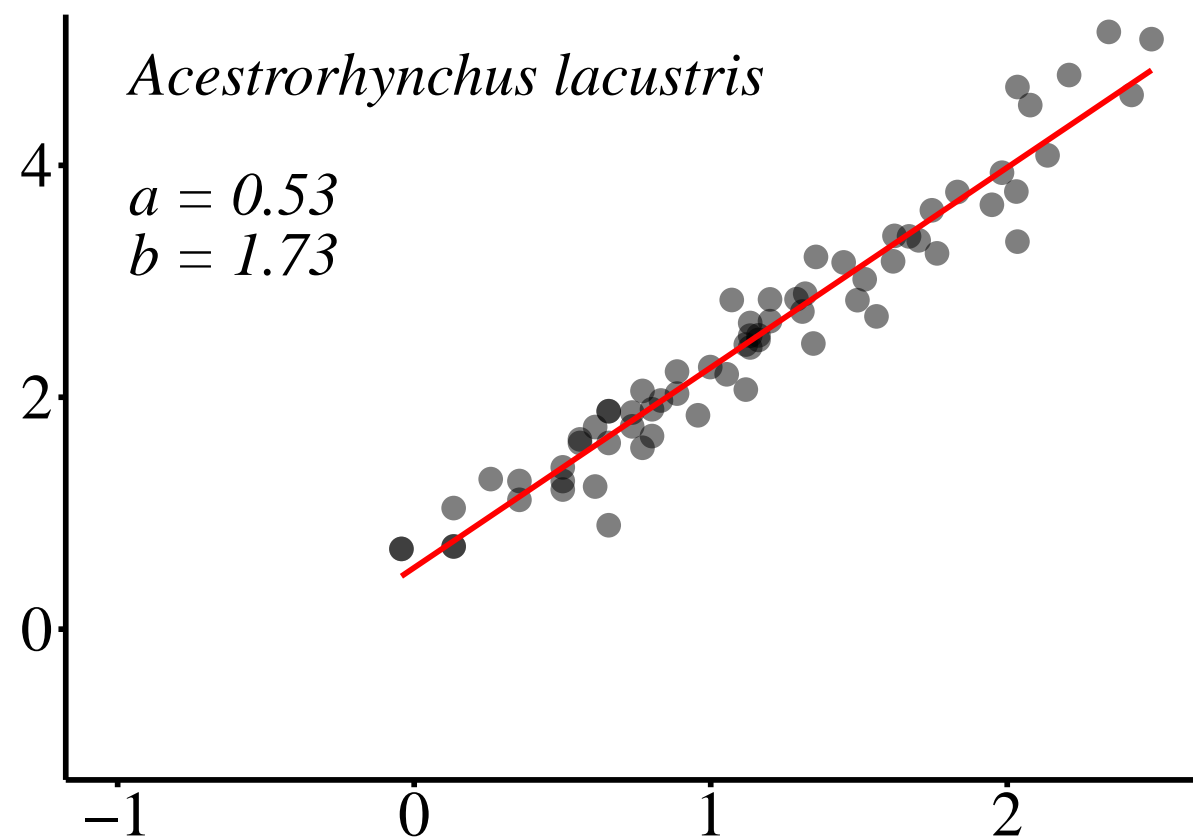 Acestrorhynchus lacustris
a = 0.53
b = 1.73
4
2
0
−1 0 1 2